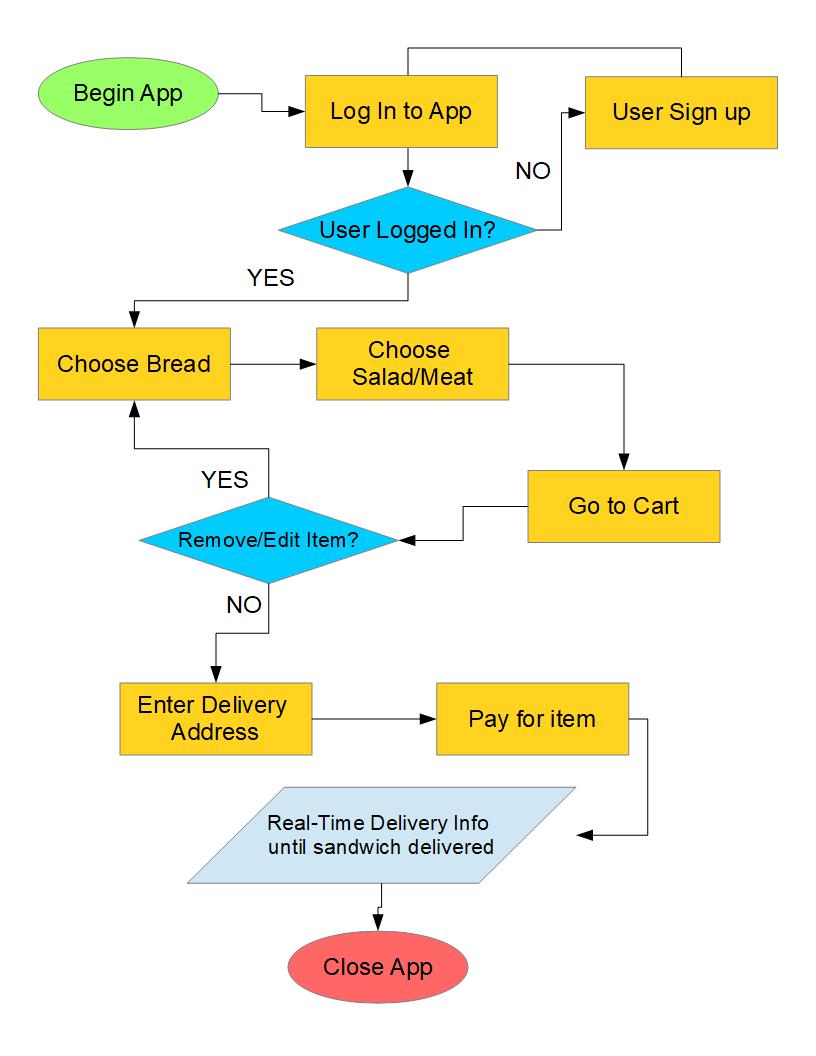 Begin App
Log In to App
User Sign up
NO
User Logged In?
YES
Choose Bread
Choose
Salad/Meat
YES
Go to Cart
Remove/Edit Item?
NO
Enter Delivery
Address
Pay for item
Real-Time Delivery Info
until sandwich delivered
Close App